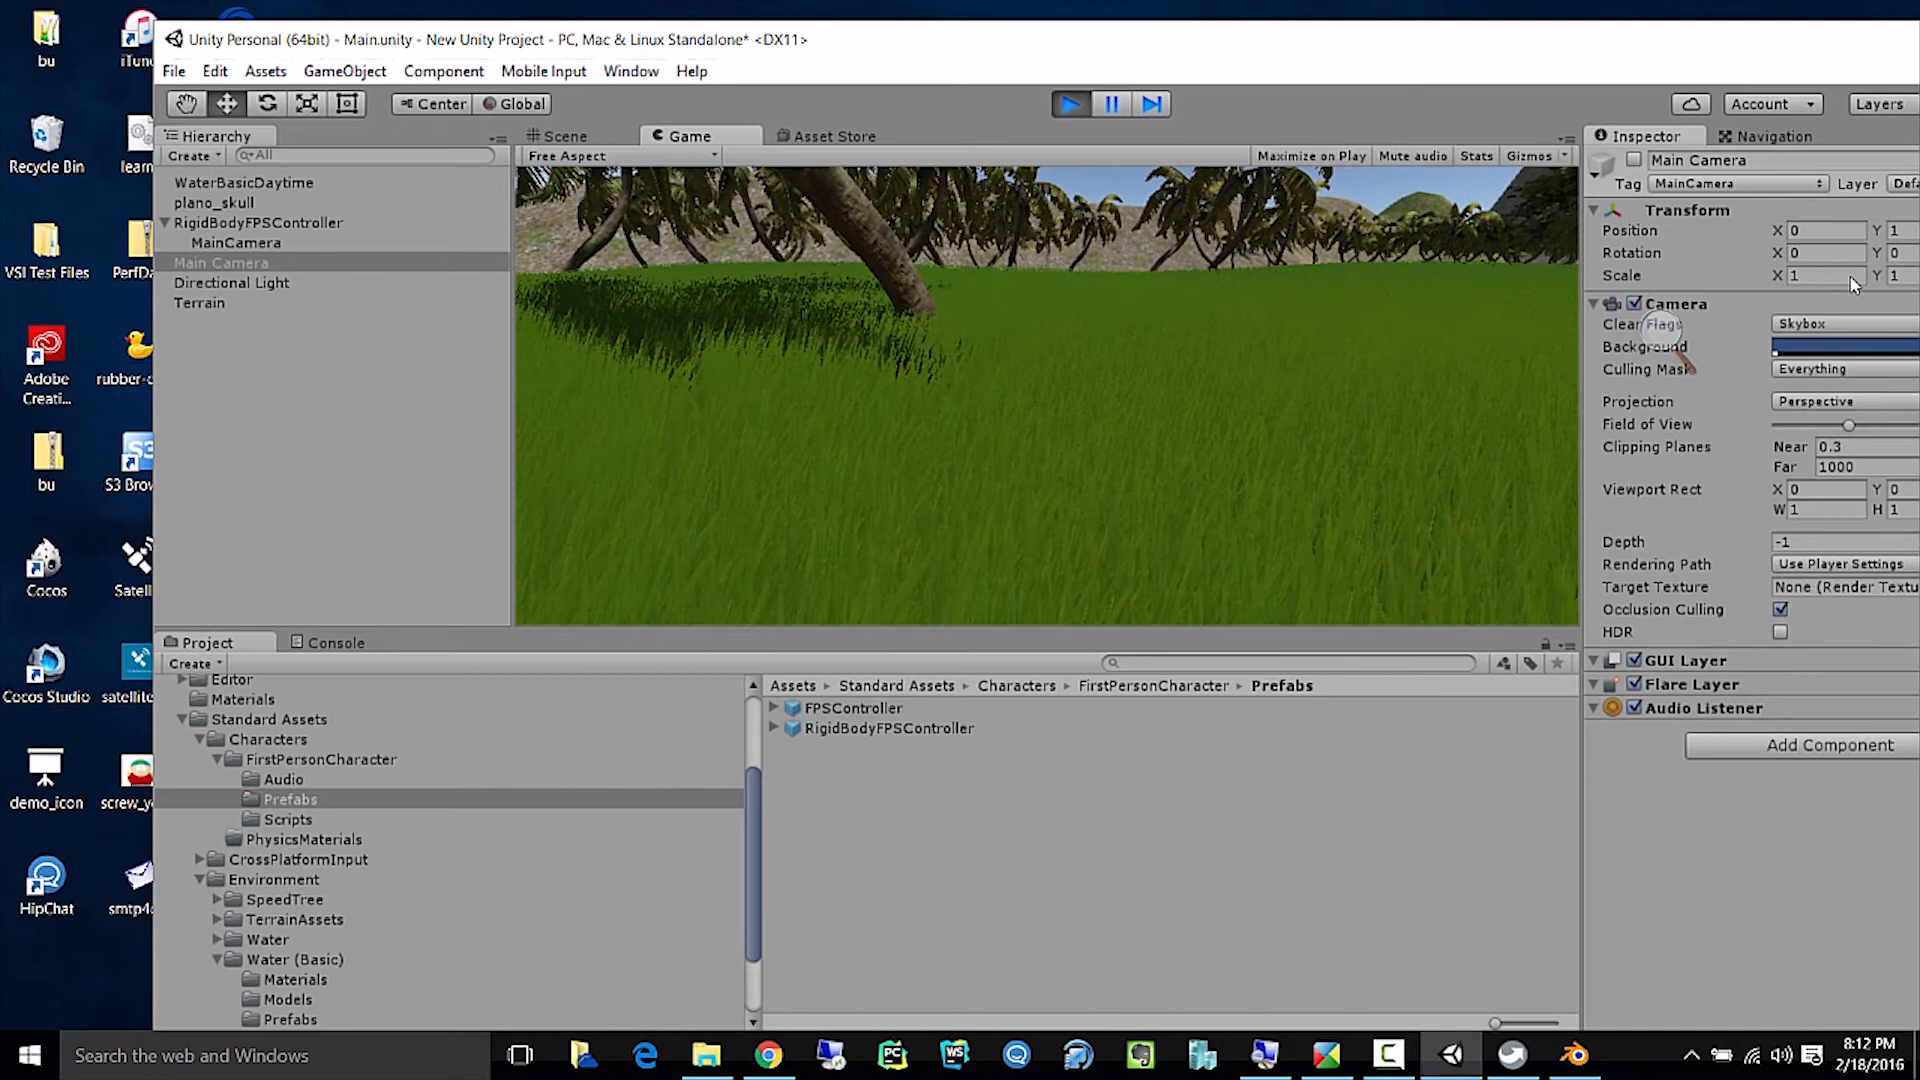 bu
iTun
Unity Personal (64bit) - Main.unity - New Unity Project - PC, Mac & Linux Standalone* <DX11>
File Edit Assets GameObject Component Mobile Input Window Help
Center Global
Account Layers
Hierarchy
Create All
WaterBasicDaytime
plano_skull
RigidBodyFPSController
MainCamera
Main Camera
Directional Light
Terrain
Scene Game Asset Store
Free Aspect Maximize on Play Mute audio Stats Gizmos
Inspector Navigation
Main Camera
Tag MainCamera Layer Defa
Transform
Position X 0 Y 1
Rotation X 0 Y 0
Scale X 1 Y 1
Camera
Clear Flags Skybox
Background
Culling Mask Everything
Projection Perspective
Field of View
Clipping Planes Near 0.3
Far 1000
Viewport Rect X 0 Y 0
W 1 H 1
Depth -1
Rendering Path Use Player Settings
Target Texture None (Render Textu
Occlusion Culling
HDR
GUI Layer
Flare Layer
Audio Listener
Add Component
Recycle Bin
learn
VSI Test Files
PerfDa
Adobe
Creati...
rubber-d
bu
S3
S3 Brow
Cocos
Satell
Cocos Studio
satellite
demo_icon
screw_y
HipChat
smtp4
Project Console
Create
Editor
Materials
Standard Assets
Characters
FirstPersonCharacter
Audio
Prefabs
Scripts
PhysicsMaterials
CrossPlatformInput
Environment
SpeedTree
TerrainAssets
Water
Water (Basic)
Materials
Models
Prefabs
Assets Standard Assets Characters FirstPersonCharacter Prefabs
FPSController
RigidBodyFPSController
Search the web and Windows
PC
WS
C
8:12 PM
2/18/2016